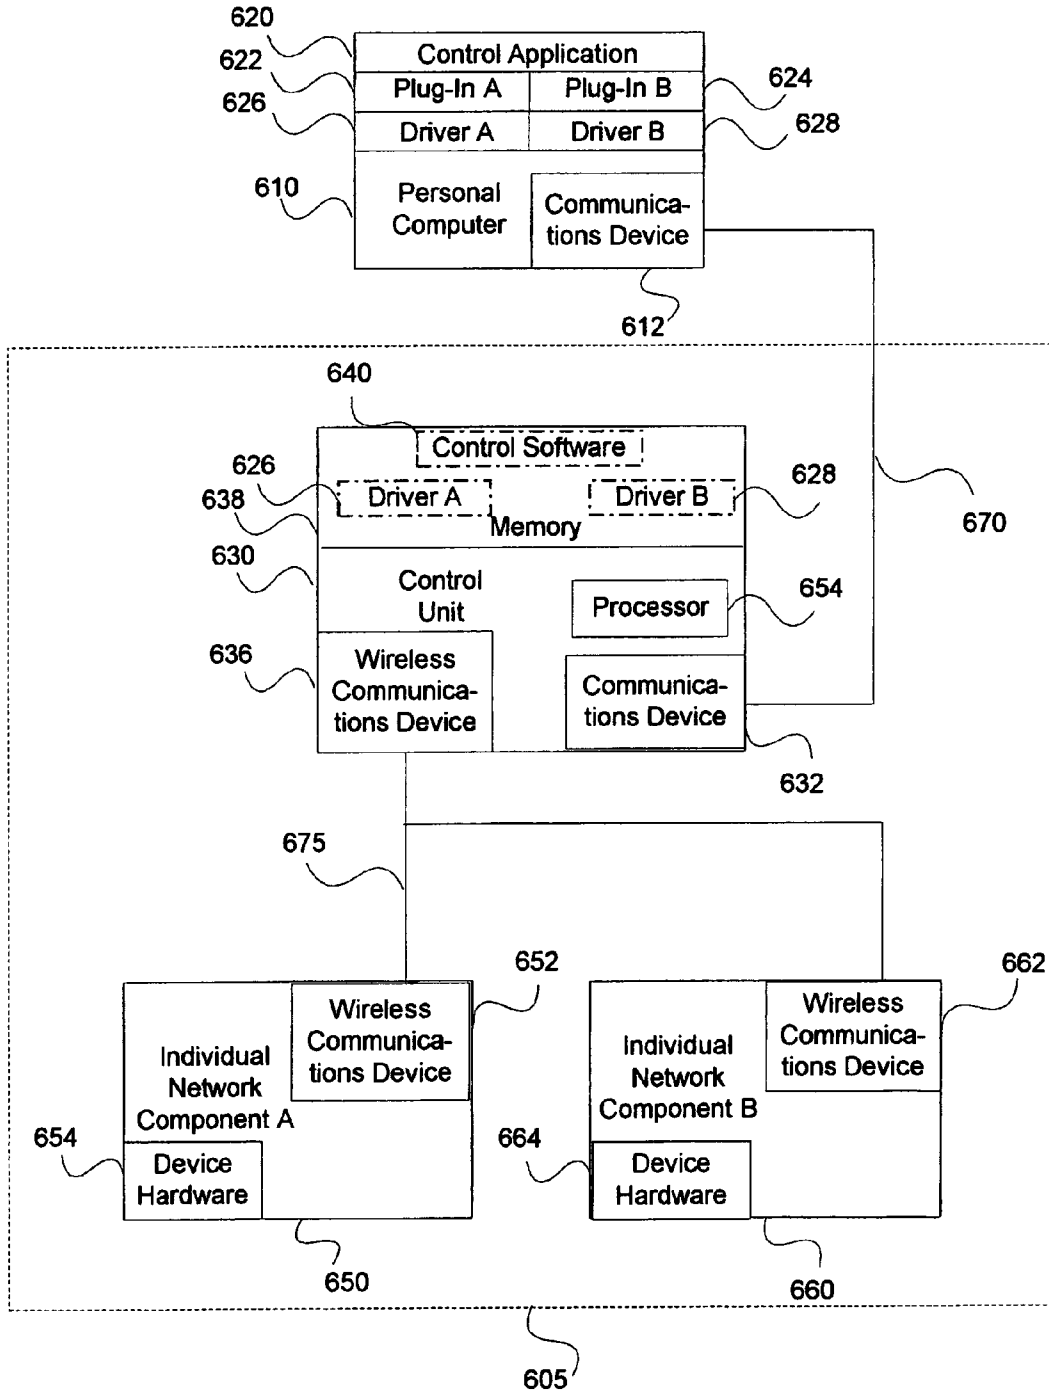 620
Control Application
622
Plug-In A
Plug-In B
624
626
Driver A
Driver B
628
610
Personal
Computer
Communica-
tions Device
612
640
Control Software
626
Driver A
Driver B
628
638
Memory
670
630
Control
Unit
Processor
654
636
Wireless
Communica-
tions Device
Communica-
tions Device
632
675
652
662
Wireless
Communica-
tions Device
Individual
Network
Component A
Wireless
Communica-
tions Device
Individual
Network
Component B
654
Device
Hardware
664
Device
Hardware
650
660
605